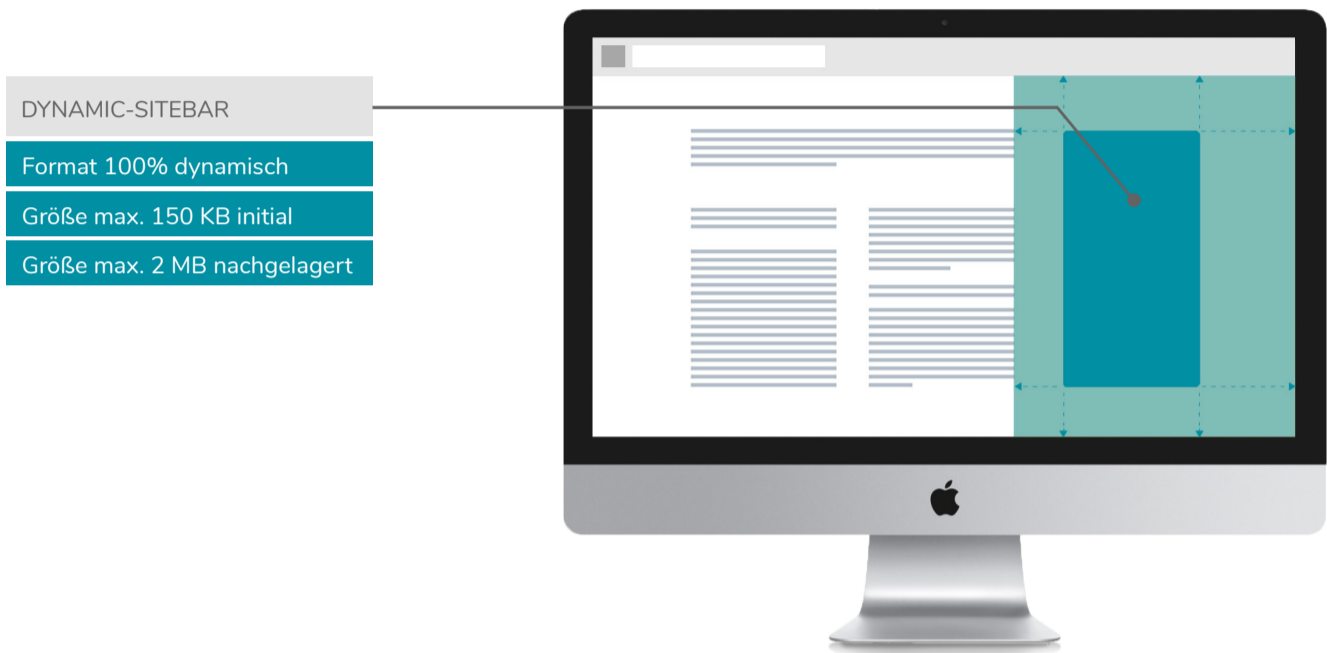 DYNAMIC-SITEBAR
Format 100% dynamisch
Größe max. 150 KB initial
Größe max. 2 MB nachgelagert